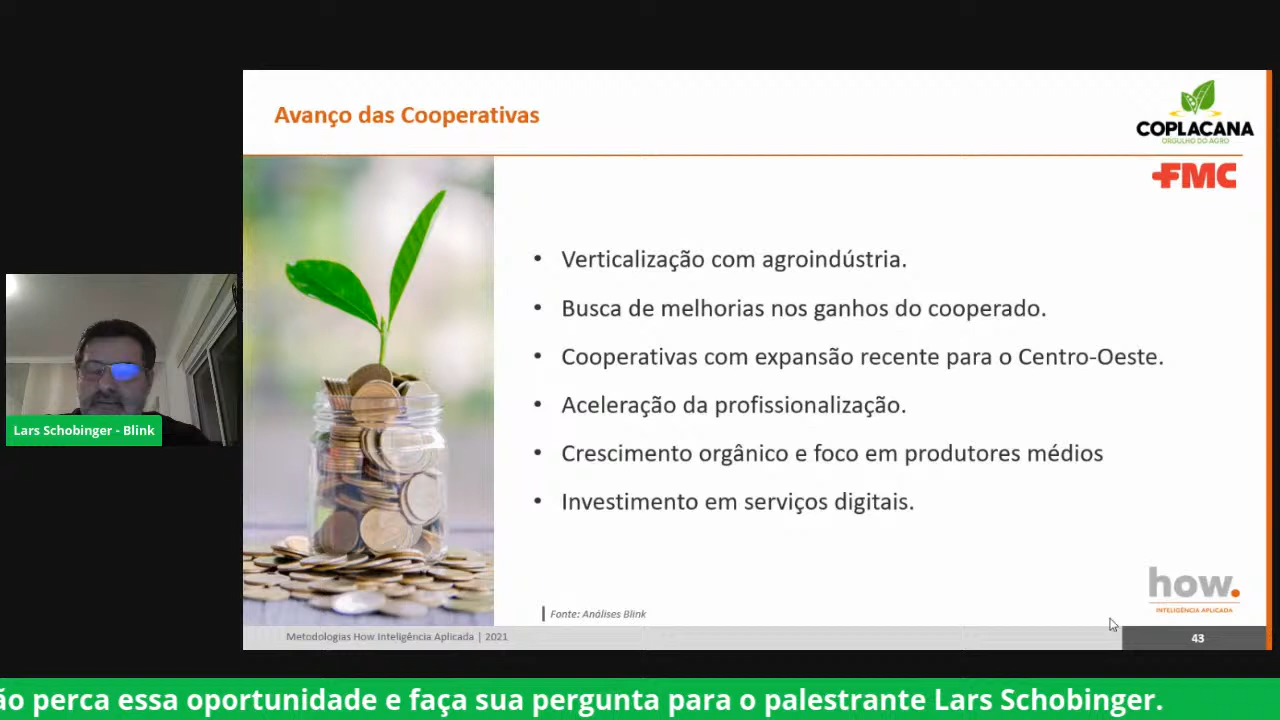 Avanço das Cooperativas
COPLACANA
ORGULHO DO AGRO
FMC
• Verticalização com agroindústria.
• Busca de melhorias nos ganhos do cooperado.
• Cooperativas com expansão recente para o Centro-Oeste.
• Aceleração da profissionalização.
• Crescimento orgânico e foco em produtores médios
• Investimento em serviços digitais.
Lars Schobinger - Blink
how.
INTELIGÊNCIA APLICADA
Fonte: Análises Blink
Metodologias How Inteligência Aplicada | 2021
43
ão perca essa oportunidade e faça sua pergunta para o palestrante Lars Schobinger.